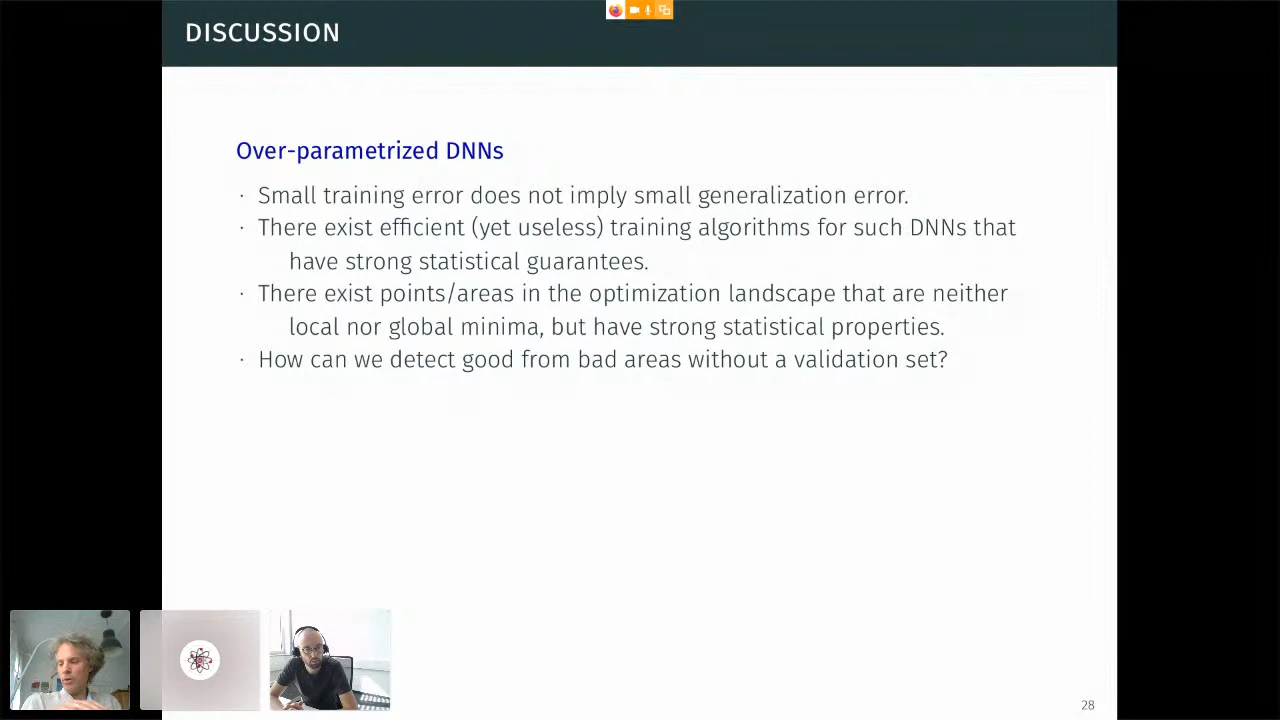 DISCUSSION
Over-parametrized DNNs
· Small training error does not imply small generalization error.
· There exist efficient (yet useless) training algorithms for such DNNs that
have strong statistical guarantees.
· There exist points/areas in the optimization landscape that are neither
local nor global minima, but have strong statistical properties.
· How can we detect good from bad areas without a validation set?
28